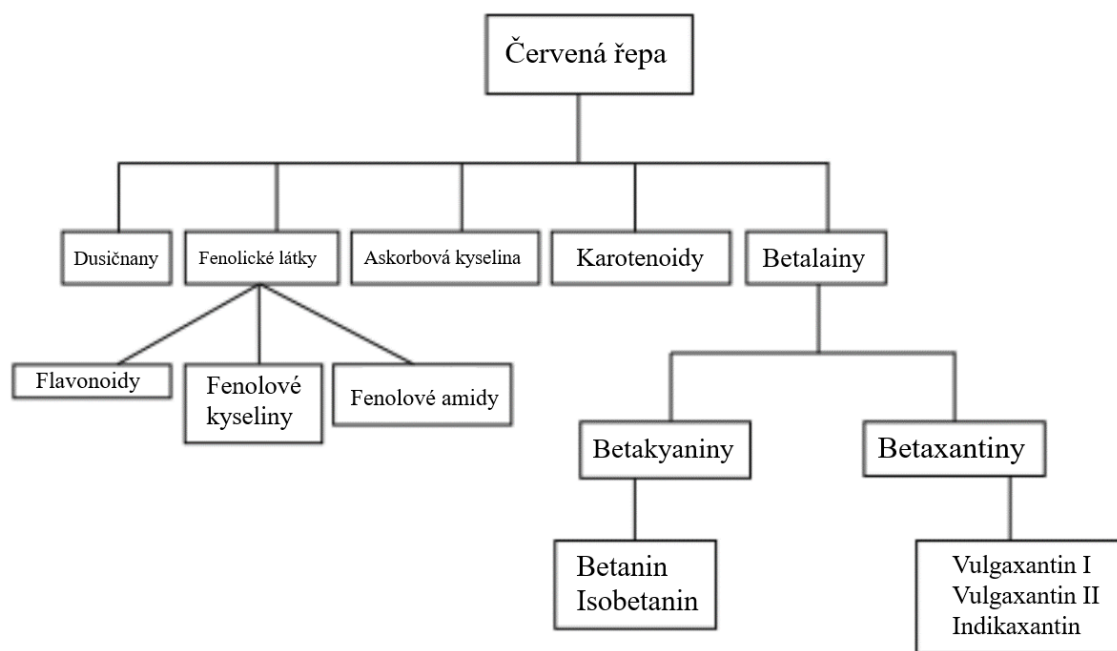 Červená řepa
Dusičnany
Fenolické látky
Askorbová kyselina
Karotenoidy
Betalainy
Flavonoidy
Fenolové
kyseliny
Fenolové amidy
Betakyaniny
Betaxantiny
Betanin
Isobetanin
Vulgaxantin I
Vulgaxantin II
Indikaxantin